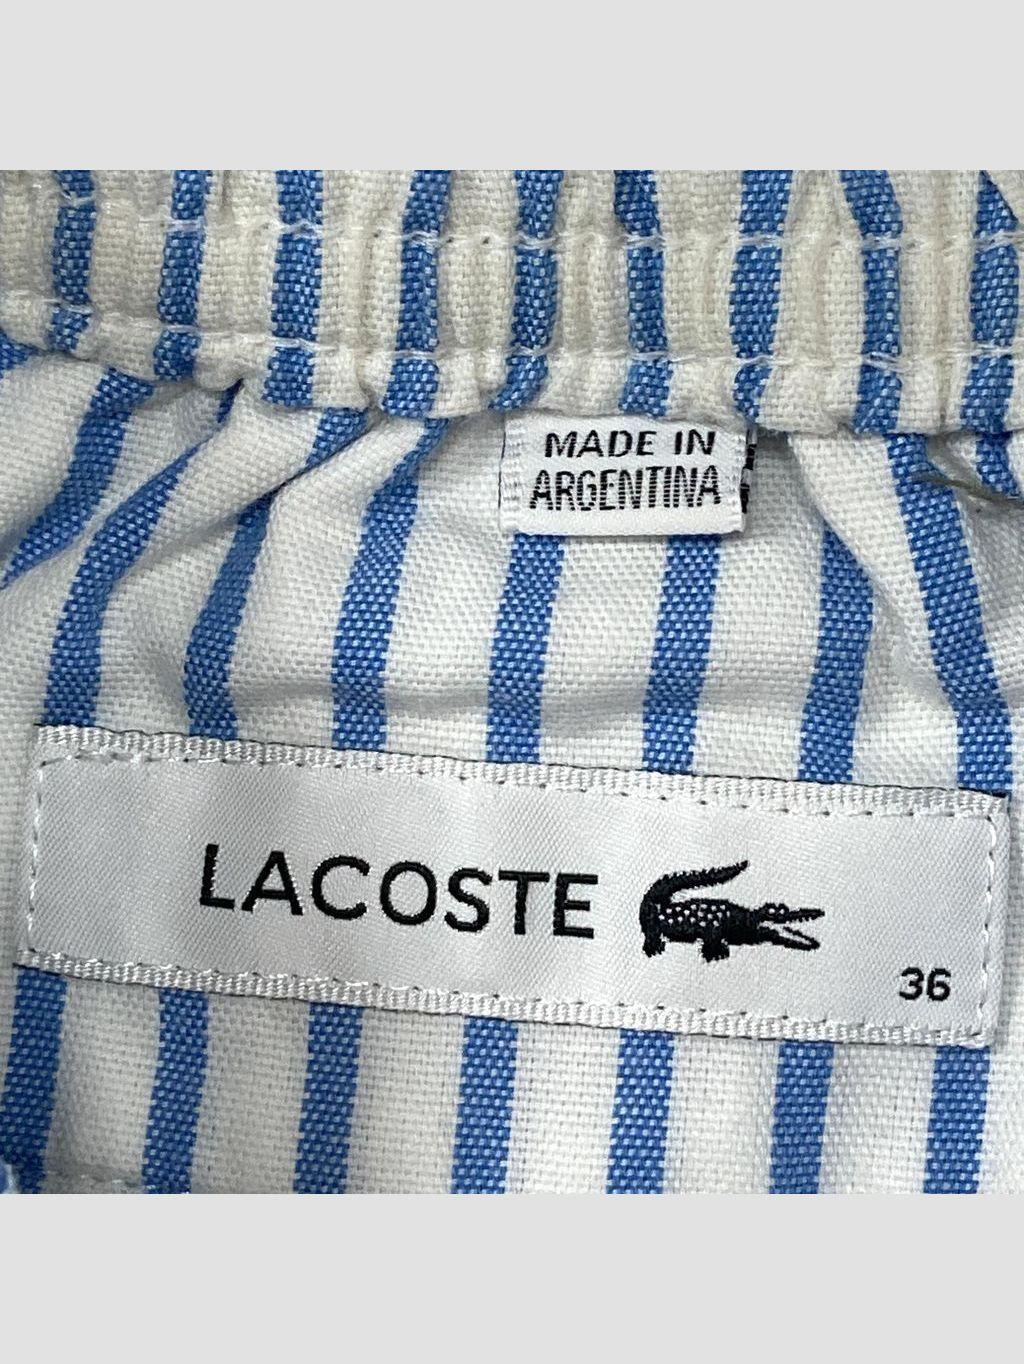 MADE IN
ARGENTINA
LACOSTE
36